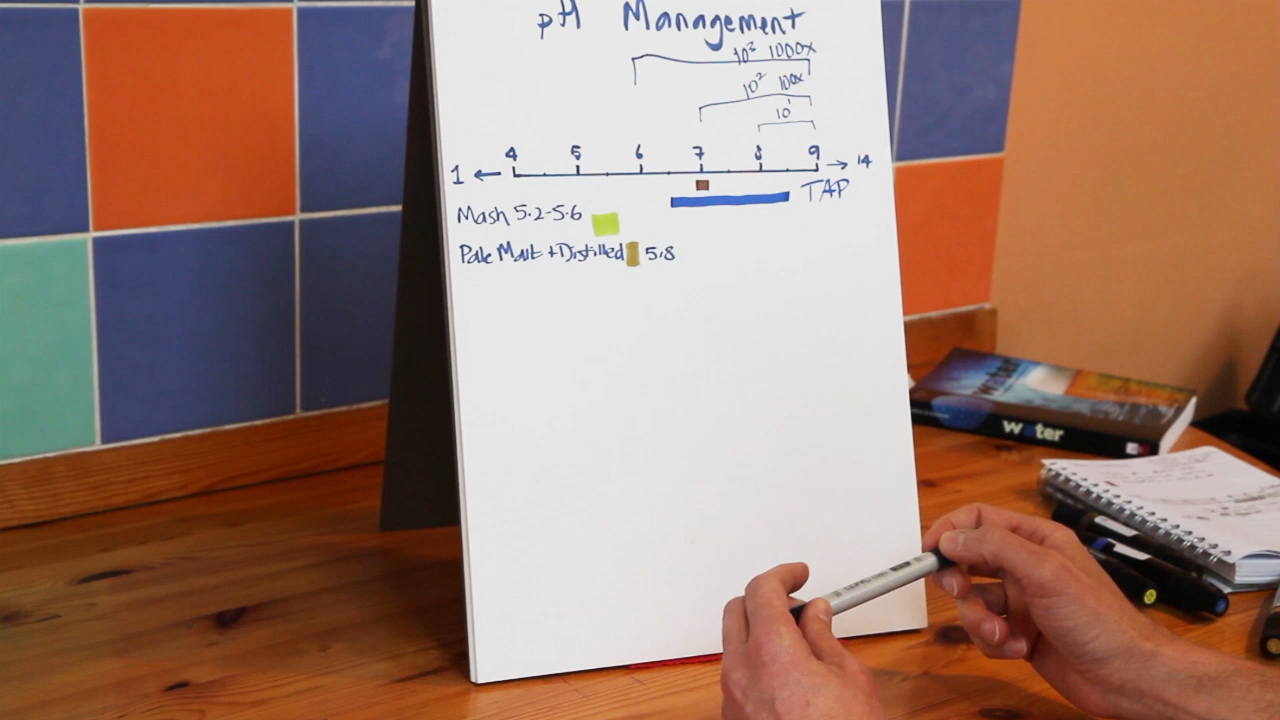 pH Management
10³ 1000x
10² 100x
10¹
4 5 6 7 8 9
1 ← → 14
TAP
Mash 5.2-5.6
Pale Malt + Distilled 5.8
water
water